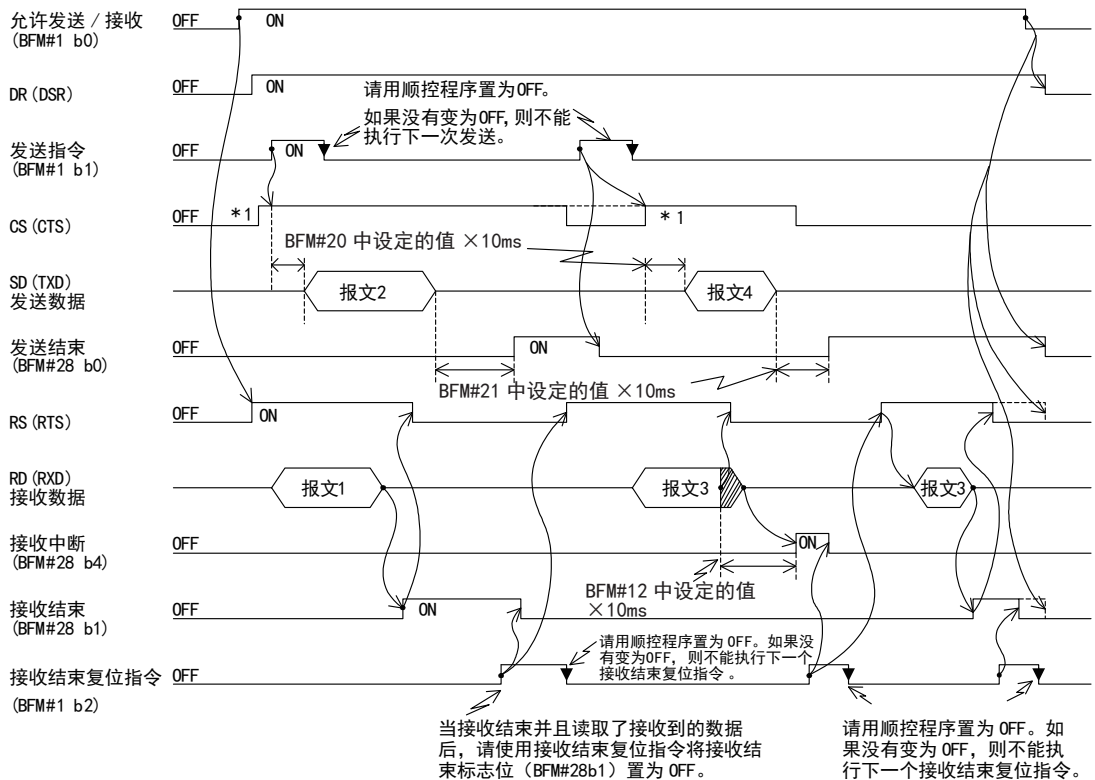 允许发送 / 接收
(BFM#1 b0)
OFF
ON
DR(DSR)
OFF
ON
请用顺控程序置为OFF。
如果没有变为OFF, 则不能
执行下一次发送。
发送指令
(BFM#1 b1)
OFF
ON
CS(CTS)
OFF
*1
*1
BFM#20 中设定的值 ×10ms
SD(TXD)
发送数据
报文2
报文4
发送结束
(BFM#28 b0)
OFF
ON
BFM#21 中设定的值 ×10ms
RS(RTS)
OFF
ON
RD(RXD)
接收数据
报文1
报文3
报文3
接收中断
(BFM#28 b4)
OFF
ON
BFM#12 中设定的值
×10ms
接收结束
(BFM#28 b1)
OFF
ON
请用顺控程序置为 OFF。如果没
有变为OFF, 则不能执行下一个
接收结束复位指令 。
接收结束复位指令
(BFM#1 b2)
OFF
当接收结束并且读取了接收到的数据
后，请使用接收结束复位指令将接收结
束标志位（BFM#28b1）置为 OFF。
请用顺控程序置为 OFF。如
果没有变为 OFF，则不能执
行下一个接收结束复位指令。